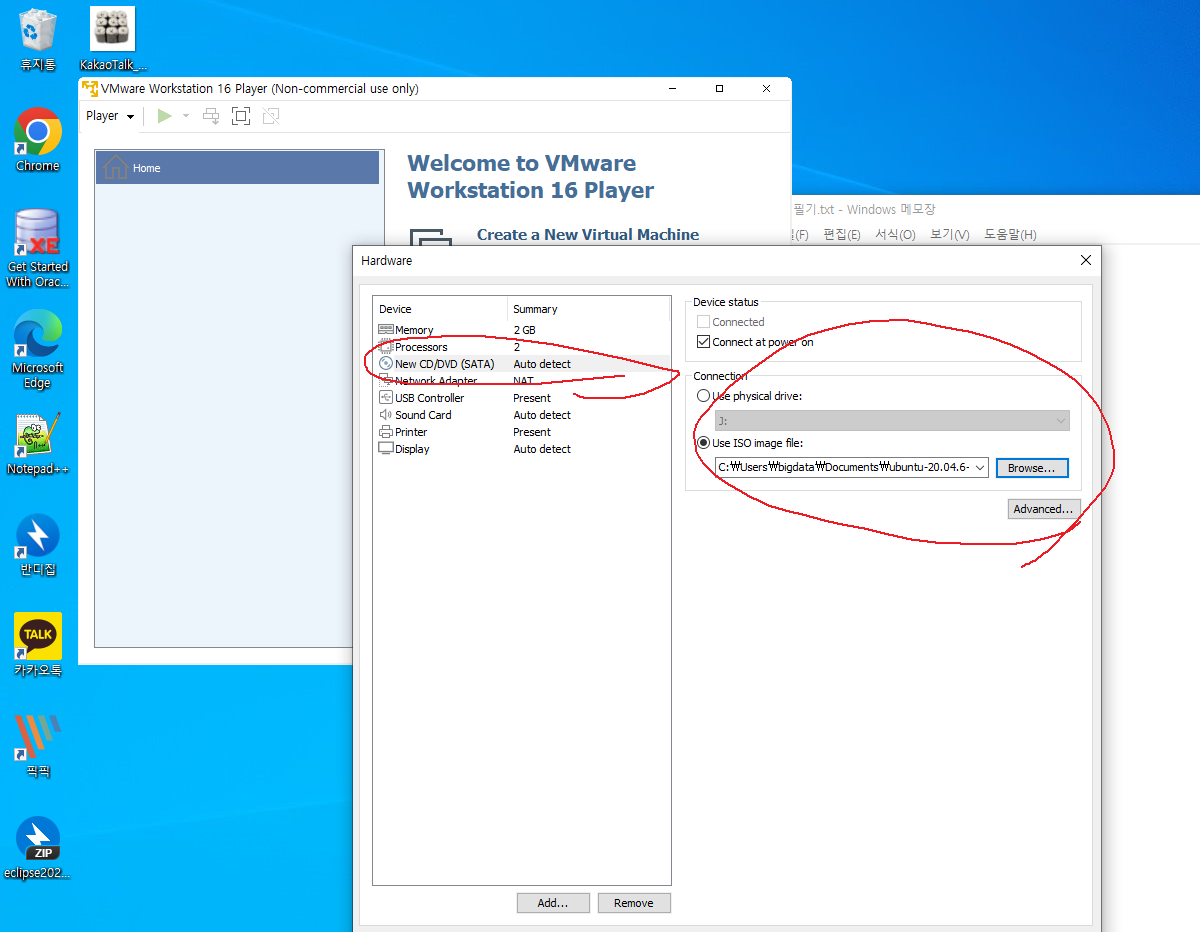 휴지통
KakaoTalk_...
Chrome
Get Started
With Orac...
XE
Microsoft
Edge
Notepad++
반디집
TALK
카카오톡
픽픽
ZIP
eclipse202...
VMware Workstation 16 Player (Non-commercial use only)
Player
Home
Welcome to VMware
Workstation 16 Player
Create a New Virtual Machine
필기.txt - Windows 메모장
(F) 편집(E) 서식(O) 보기(V) 도움말(H)
Hardware
Device Summary
Memory 2 GB
Processors 2
New CD/DVD (SATA) Auto detect
Network Adapter NAT
USB Controller Present
Sound Card Auto detect
Printer Present
Display Auto detect
Add... Remove
Device status
Connected
Connect at power on
Connection
Use physical drive:
J:
Use ISO image file:
C:₩Users₩bigdata₩Documents₩ubuntu-20.04.6-
Browse...
Advanced...